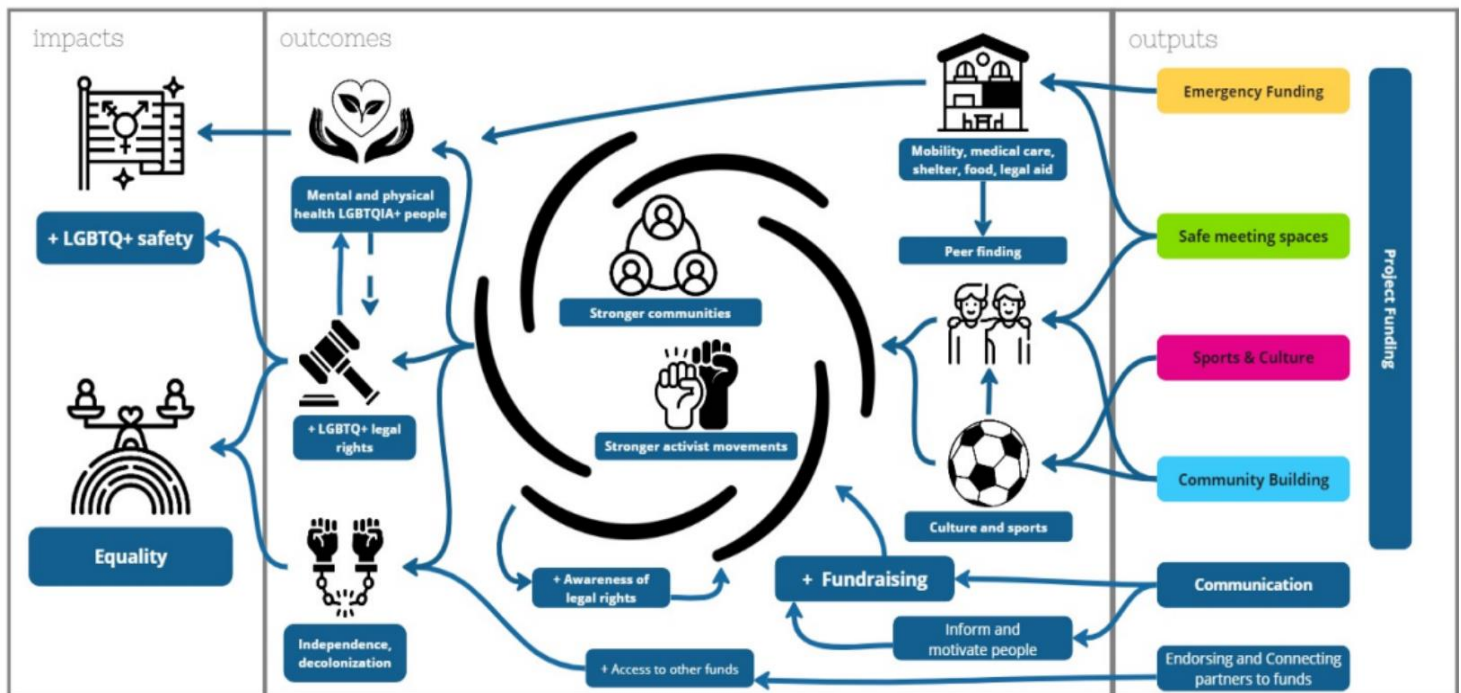 impacts
outcomes
outputs
+ LGBTQ+ safety
Equality
Mental and physical
health LGBTQIA+ people
+ LGBTQ+ legal
rights
Independence,
decolonization
Stronger communities
Stronger activist movements
+ Awareness of
legal rights
+ Access to other funds
Mobility, medical care,
shelter, food, legal aid
Peer finding
Culture and sports
+ Fundraising
Inform and
motivate people
Emergency Funding
Safe meeting spaces
Sports & Culture
Community Building
Project Funding
Communication
Endorsing and Connecting
partners to funds